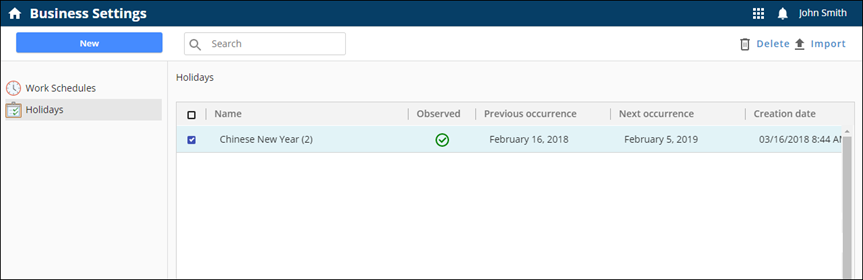 Business Settings John Smith
New Search Delete Import
Work Schedules
Holidays
Holidays
Name Observed Previous occurrence Next occurrence Creation date
Chinese New Year (2) February 16, 2018 February 5, 2019 03/16/2018 8:44